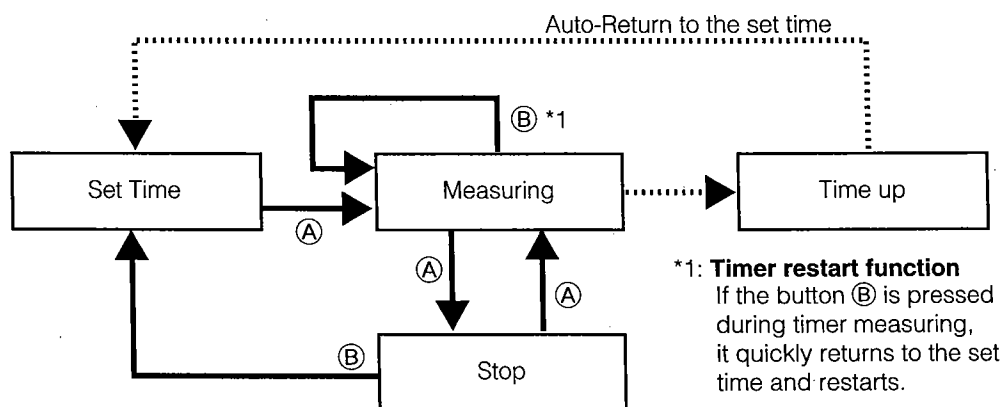 Auto-Return to the set time
Ⓑ *1
Set Time
Measuring
Time up
Ⓐ
Ⓐ
Ⓐ
*1: Timer restart function
If the button Ⓑ is pressed
during timer measuring,
it quickly returns to the set
time and restarts.
Ⓑ
Stop